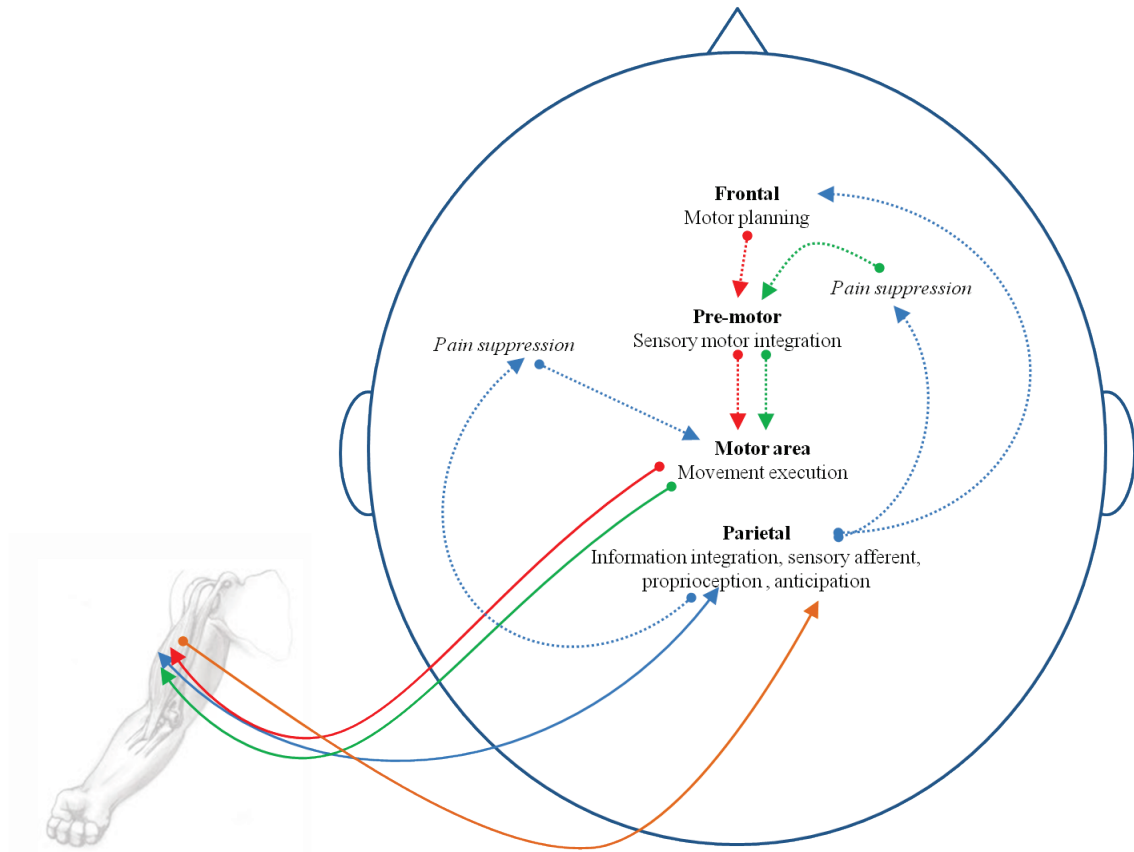 Frontal
Motor planning
Pain suppression
Pre-motor
Sensory motor integration
Pain suppression
Motor area
Movement execution
Parietal
Information integration, sensory afferent,
proprioception , anticipation